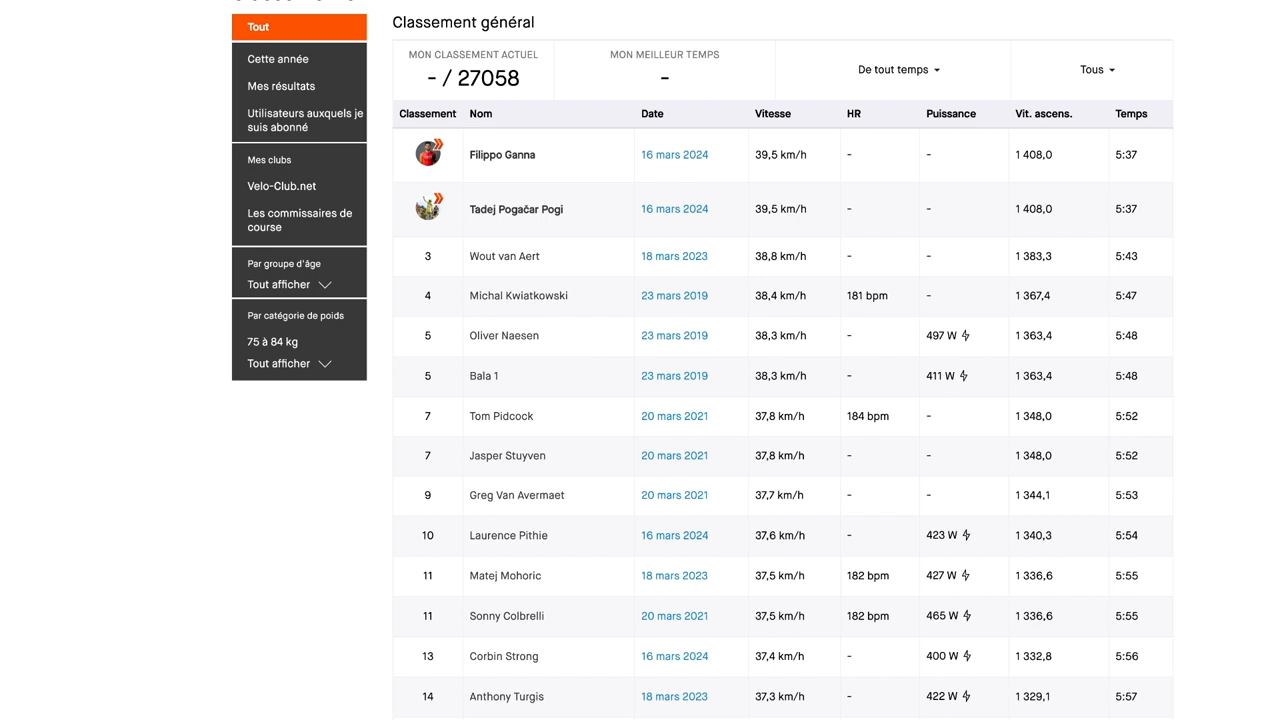 Tout
Cette année
Mes résultats
Utilisateurs auxquels je
suis abonné
Mes clubs
Velo-Club.net
Les commissaires de
course
Par groupe d'âge
Tout afficher
Par catégorie de poids
75 à 84 kg
Tout afficher
Classement général
MON CLASSEMENT ACTUEL
- / 27058
MON MEILLEUR TEMPS
-
De tout temps
Tous
Classement Nom Date Vitesse HR Puissance Vit. ascens. Temps
Filippo Ganna 16 mars 2024 39,5 km/h - - 1 408,0 5:37
Tadej Pogačar Pogi 16 mars 2024 39,5 km/h - - 1 408,0 5:37
3 Wout van Aert 18 mars 2023 38,8 km/h - - 1 383,3 5:43
4 Michal Kwiatkowski 23 mars 2019 38,4 km/h 181 bpm - 1 367,4 5:47
5 Oliver Naesen 23 mars 2019 38,3 km/h - 497 W 1 363,4 5:48
5 Bala 1 23 mars 2019 38,3 km/h - 411 W 1 363,4 5:48
7 Tom Pidcock 20 mars 2021 37,8 km/h 184 bpm - 1 348,0 5:52
7 Jasper Stuyven 20 mars 2021 37,8 km/h - - 1 348,0 5:52
9 Greg Van Avermaet 20 mars 2021 37,7 km/h - - 1 344,1 5:53
10 Laurence Pithie 16 mars 2024 37,6 km/h - 423 W 1 340,3 5:54
11 Matej Mohoric 18 mars 2023 37,5 km/h 182 bpm 427 W 1 336,6 5:55
11 Sonny Colbrelli 20 mars 2021 37,5 km/h 182 bpm 465 W 1 336,6 5:55
13 Corbin Strong 16 mars 2024 37,4 km/h - 400 W 1 332,8 5:56
14 Anthony Turgis 18 mars 2023 37,3 km/h - 422 W 1 329,1 5:57